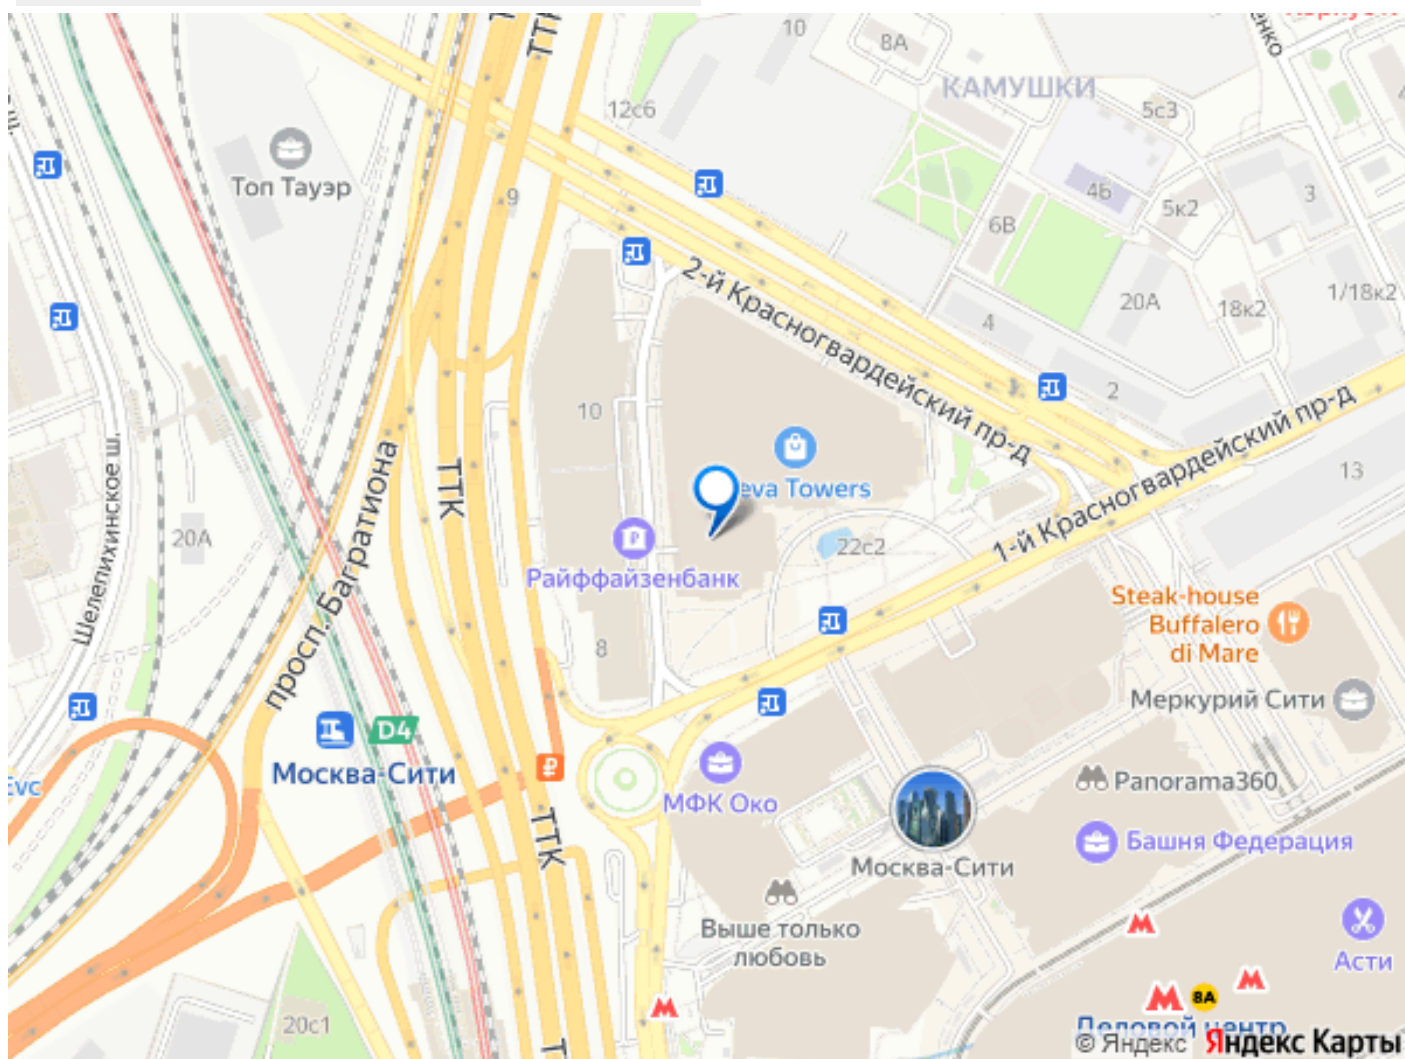 10
8А
КАМУШКИ
12с6
5с3
ТТК
Топ Тауэр
9
4Б
5к2
3
6В
2-й Красногвардейский пр-д
20А
18к2
1/18к2
4
2
10
1-й Красногвардейский пр-д
13
eva Towers
ТТК
просп. Багратиона
Шелепихинское ш.
20А
Райффайзенбанк
22с2
8
Steak-house
Buffalero
di Mare
Меркурий Сити
D4
Москва-Сити
МФК Око
Panorama360
ТТК
Москва-Сити
Башня Федерация
Выше только
любовь
Асти
8А
20с1
Деловой центр
© Яндекс Яндекс Карты